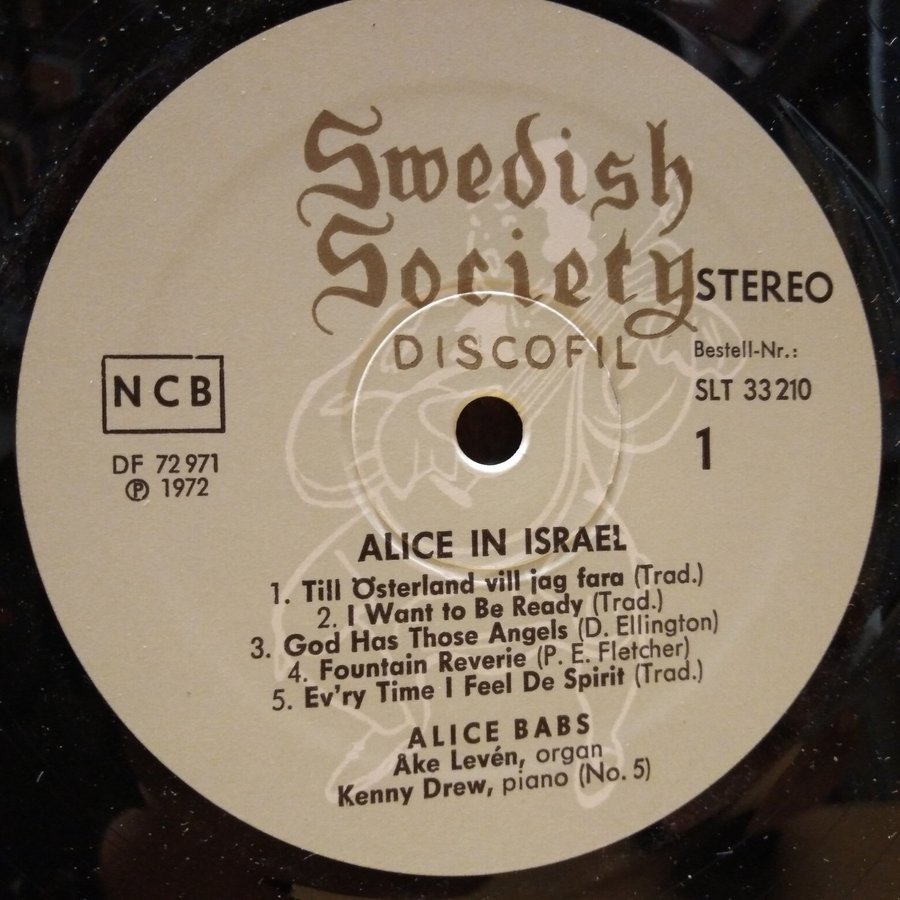 Swedish
Society
DISCOFIL
STEREO
Bestell-Nr.:
SLT 33 210
1
NCB
DF 72 971
Ⓟ 1972
ALICE IN ISRAEL
1. Till Österland vill jag fara (Trad.)
2. I Want to Be Ready (Trad.)
3. God Has Those Angels (D. Ellington)
4. Fountain Reverie (P. E. Fletcher)
5. Ev'ry Time I Feel De Spirit (Trad.)
ALICE BABS
Åke Levén, organ
Kenny Drew, piano (No. 5)